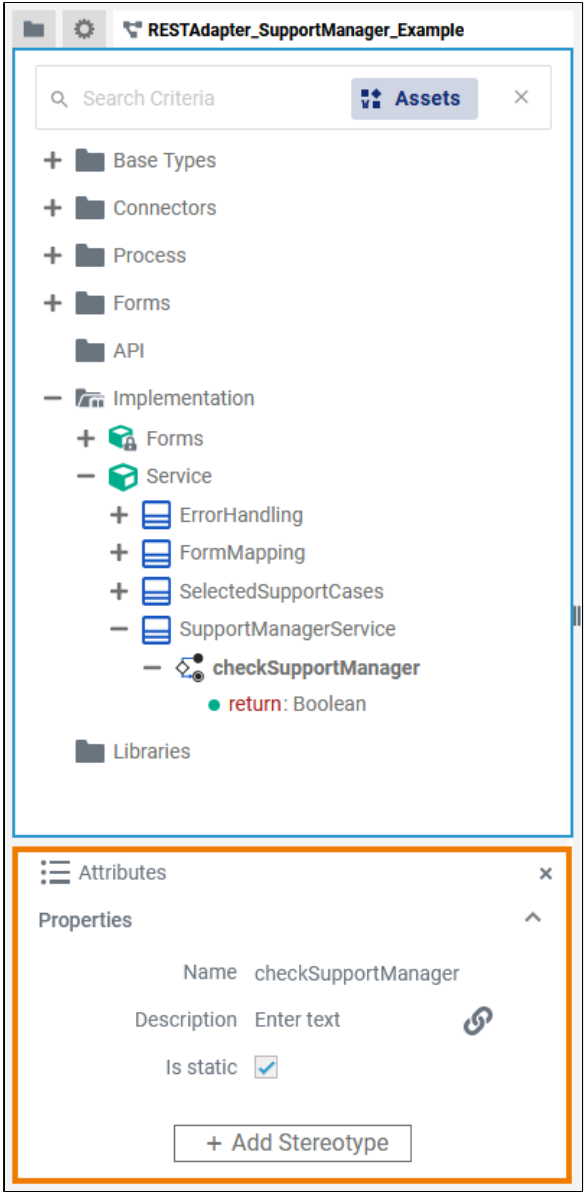 RESTAdapter_SupportManager_Example
Search Criteria Assets
Base Types
Connectors
Process
Forms
API
Implementation
Forms
Service
ErrorHandling
FormMapping
SelectedSupportCases
SupportManagerService
checkSupportManager
return: Boolean
Libraries
Attributes
Properties
Name checkSupportManager
Description Enter text
Is static
+ Add Stereotype